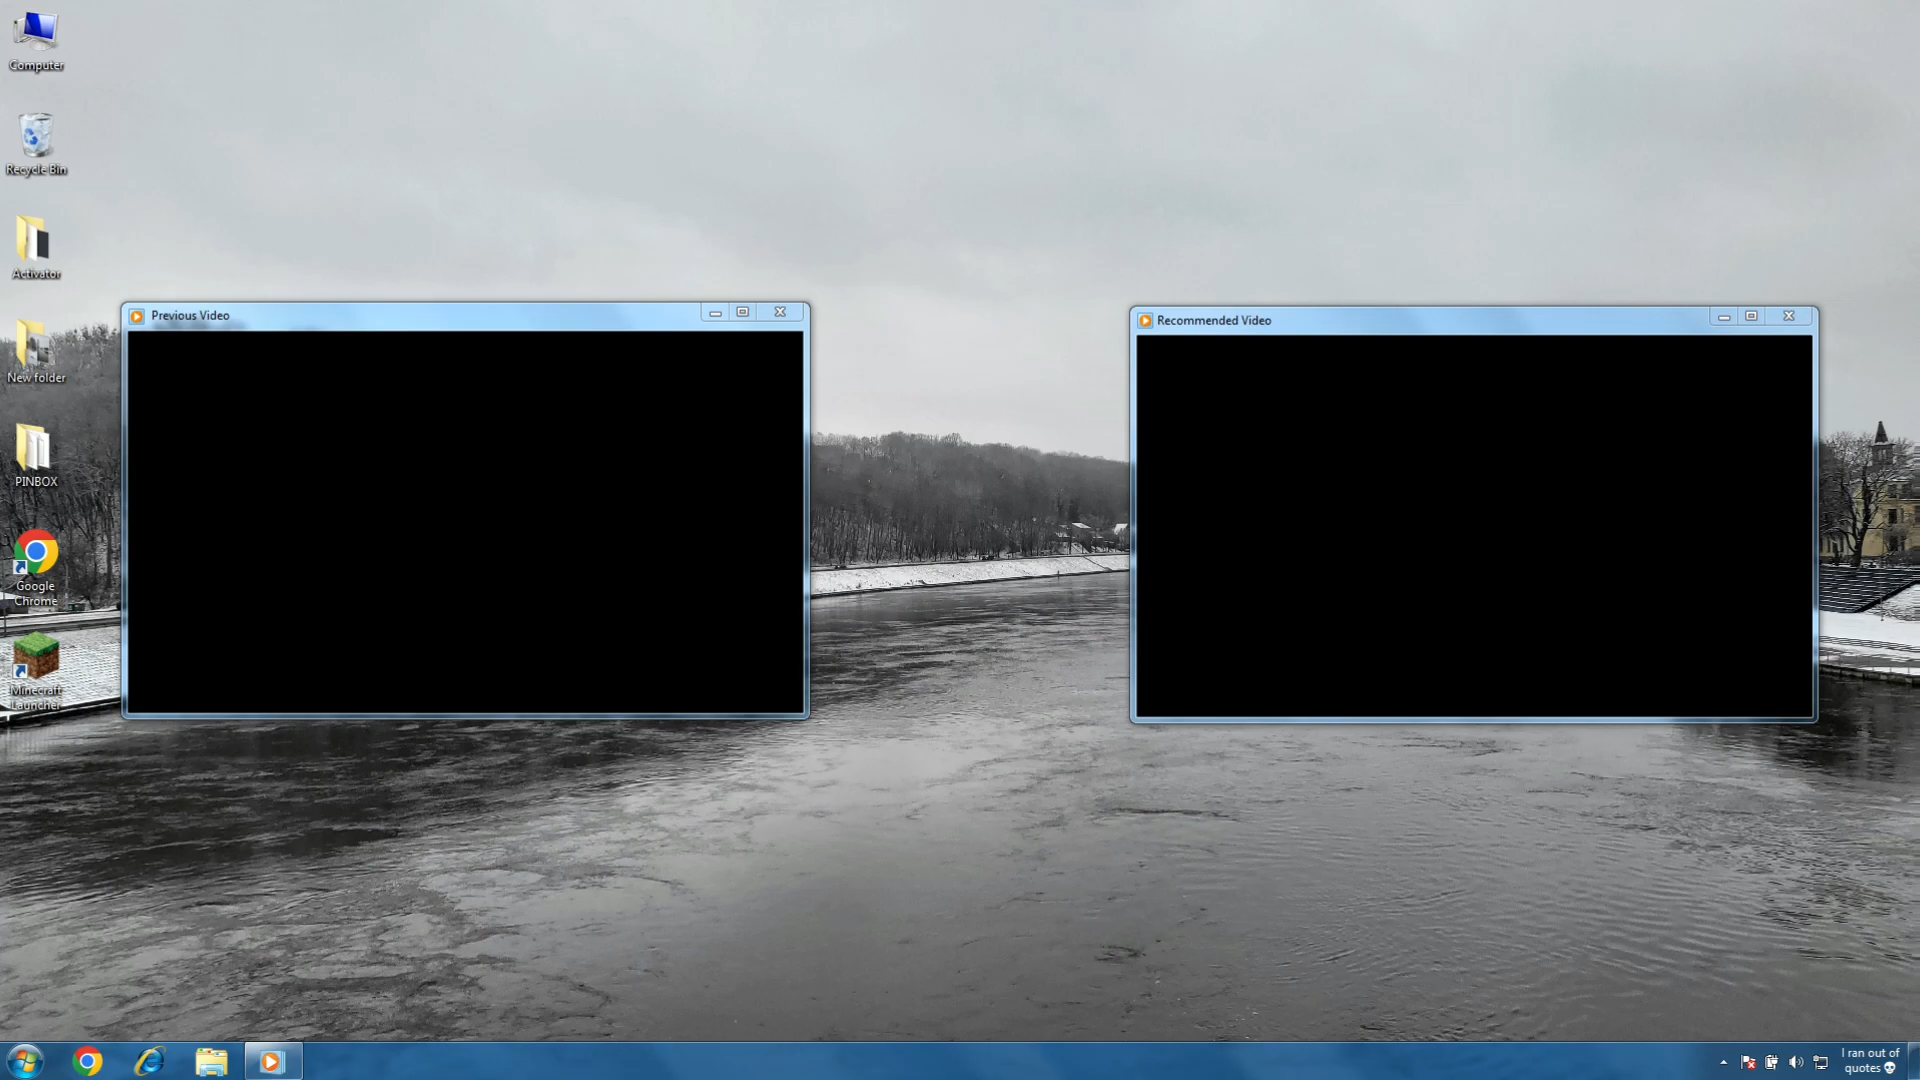 Computer
Recycle Bin
Activator
New folder
PINBOX
Google
Chrome
Minecraft
Launcher
Previous Video
Recommended Video
I ran out of
quotes💀